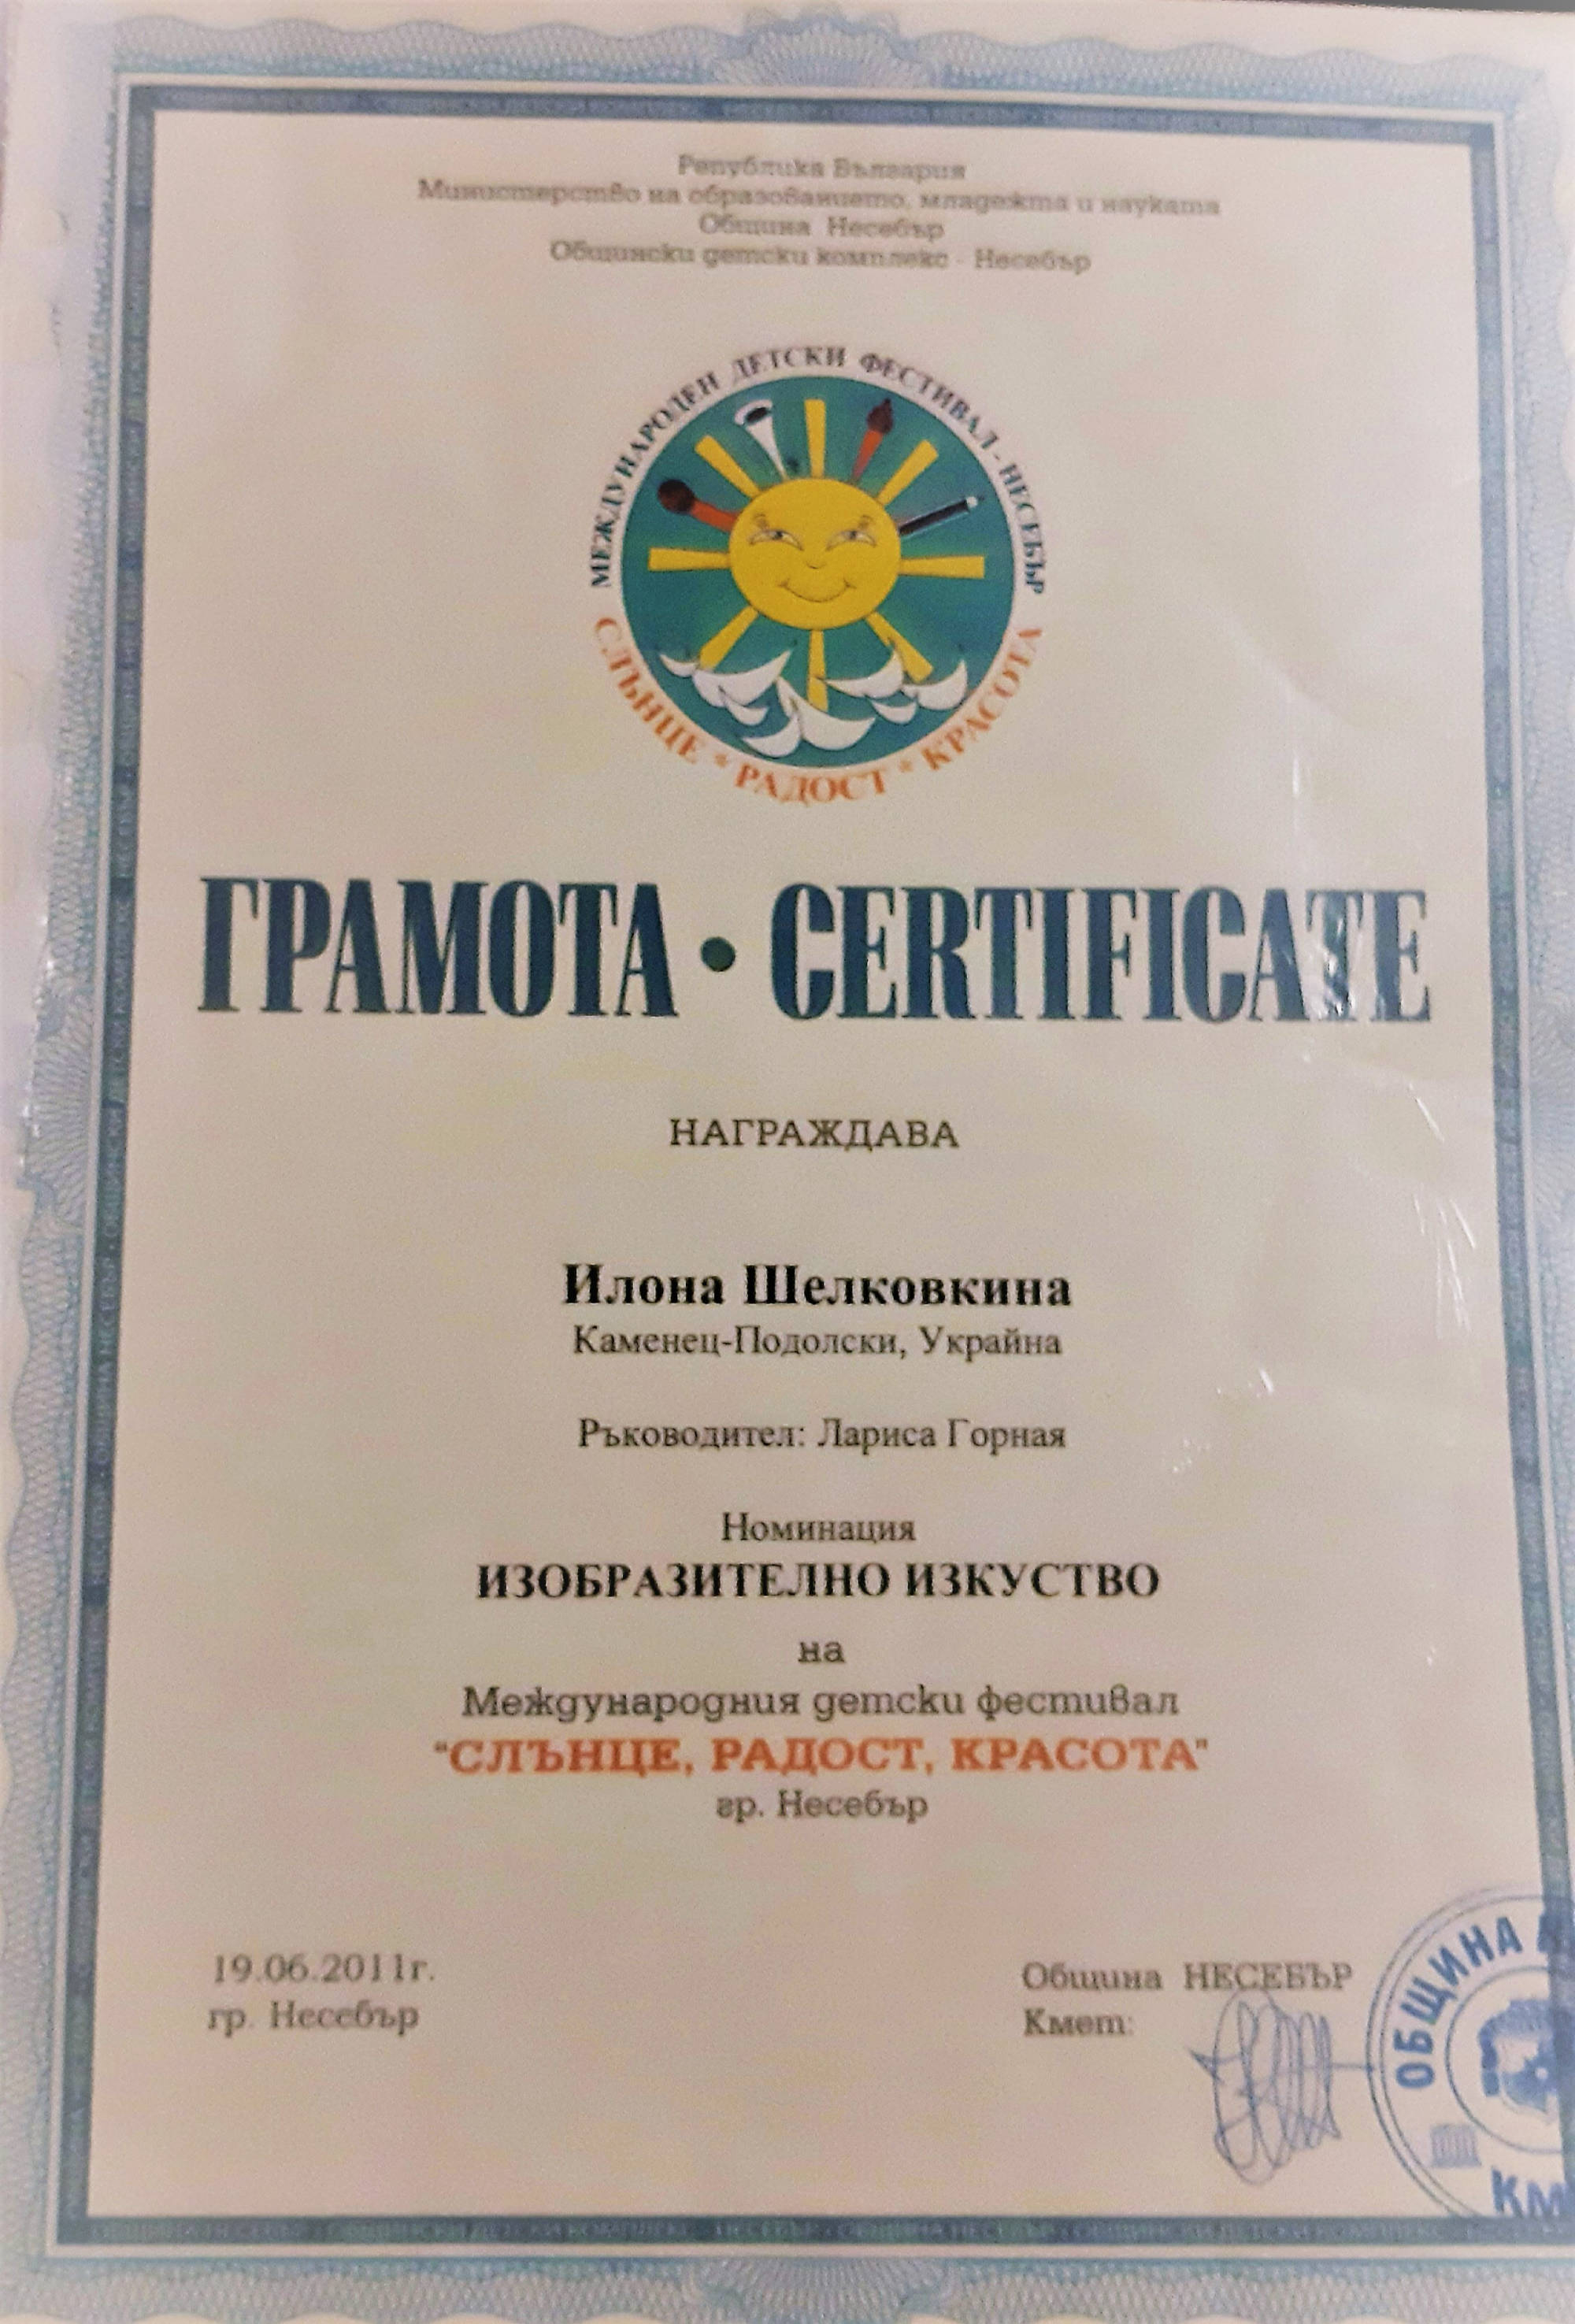 Република България
Министерство на образованието, младежта и науката
Община Несебър
Общински детски комплекс - Несебър
МЕЖДУНАРОДЕН ДЕТСКИ ФЕСТИВАЛ - НЕСЕБЪР
СЛЪНЦЕ * РАДОСТ * КРАСОТА
ГРАМОТА • CERTIFICATE
НАГРАЖДАВА
Илона Шелковкина
Каменец-Подолски, Украйна
Ръководител: Лариса Горная
Номинация
ИЗОБРАЗИТЕЛНО ИЗКУСТВО
на
Международния детски фестивал
"СЛЪНЦЕ, РАДОСТ, КРАСОТА"
гр. Несебър
19.06.2011г.
гр. Несебър
Община НЕСЕБЪР
Кмет:
ОБЩИНА
КМ